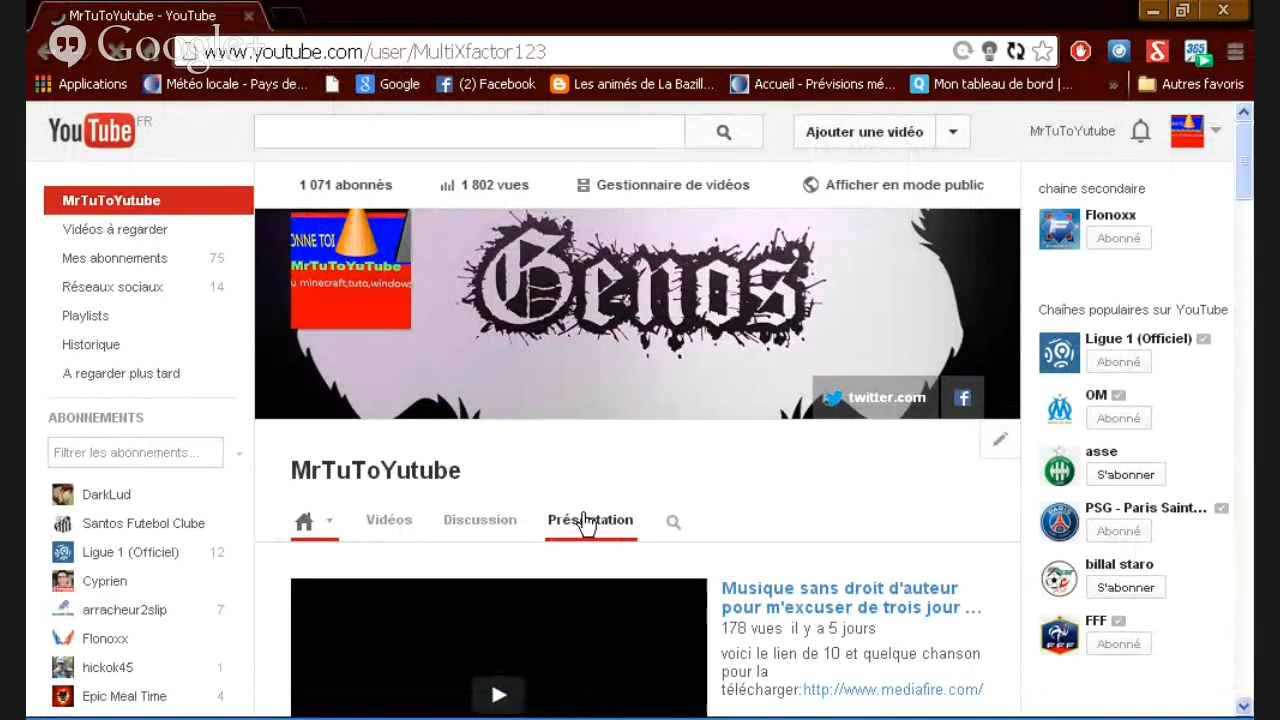 MrTuToYutube - YouTube
Google+
www.youtube.com/user/MultiXfactor123
Applications
Météo locale - Pays de...
Google
(2) Facebook
Les animés de La Bazill...
Accueil - Prévisions mé...
Mon tableau de bord |...
»
Autres favoris
365
YouTube FR
Ajouter une vidéo
MrTuToYutube
1 071 abonnés
1 802 vues
Gestionnaire de vidéos
Afficher en mode public
MrTuToYutube
Vidéos à regarder
Mes abonnements 75
Réseaux sociaux 14
Playlists
Historique
A regarder plus tard
ABONNEMENTS
Filtrer les abonnements...
DarkLud
Santos Futebol Clube
Ligue 1 (Officiel) 12
Cyprien
arracheur2slip 7
Flonoxx
hickok45 1
Epic Meal Time 4
ONNE TOI
MrTuToYuTube
u minecraft,tuto,windows
Genos
twitter.com
MrTuToYutube
Vidéos
Discussion
Présentation
Musique sans droit d'auteur
pour m'excuser de trois jour ...
178 vues il y a 5 jours
voici le lien de 10 et quelque chanson
pour la
télécharger:http://www.mediafire.com/
chaine secondaire
Flonoxx
Abonné
Chaînes populaires sur YouTube
Ligue 1 (Officiel)
Abonné
OM
Abonné
asse
S'abonner
PSG - Paris Saint...
Abonné
billal staro
S'abonner
FFF
Abonné